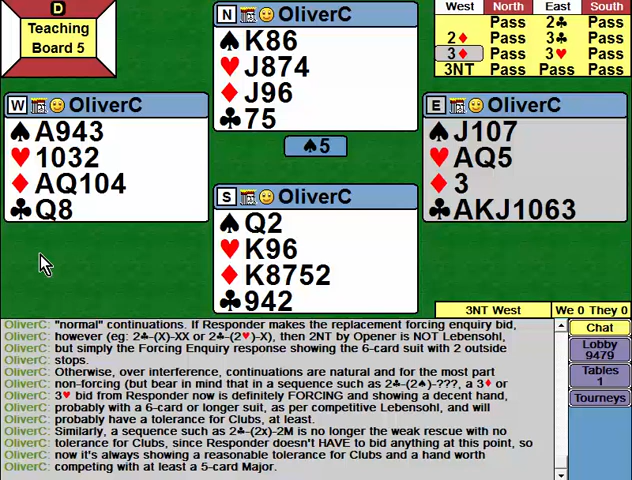 D
Teaching
Board 5
N OliverC
♠K86
♥J874
♦J96
♣75
West North East South
Pass 2♣ Pass
2♦ Pass 3♣ Pass
3♦ Pass 3♥ Pass
3NT Pass Pass Pass
W OliverC
♠A943
♥1032
♦AQ104
♣Q8
♠5
E OliverC
♠J107
♥AQ5
♦3
♣AKJ1063
S OliverC
♠Q2
♥K96
♦K8752
♣942
3NT West We 0 They 0
OliverC: "normal" continuations. If Responder makes the replacement forcing enquiry bid,
OliverC: however (eg: 2♣-(X)-XX or 2♣-(2♥)-X), then 2NT by Opener is NOT Lebensohl,
OliverC: but simply the Forcing Enquiry response showing the 6-card suit with 2 outside
OliverC: stops.
OliverC: Otherwise, over interference, continuations are natural and for the most part
OliverC: non-forcing (but bear in mind that in a sequence such as 2♣-(2♠)-???, a 3♦ or
OliverC: 3♥ bid from Responder now is definitely FORCING and showing a decent hand,
OliverC: probably with a 6-card or longer suit, as per competitive Lebensohl, and will
OliverC: probably have a tolerance for Clubs, at least.
OliverC: Similarly, a sequence such as 2♣-(2x)-2M is no longer the weak rescue with no
OliverC: tolerance for Clubs, since Responder doesn't HAVE to bid anything at this point, so
OliverC: now it's always showing a reasonable tolerance for Clubs and a hand worth
OliverC: competing with at least a 5-card Major.
OliverC:
Chat
Lobby
9479
Tables
1
Tourneys